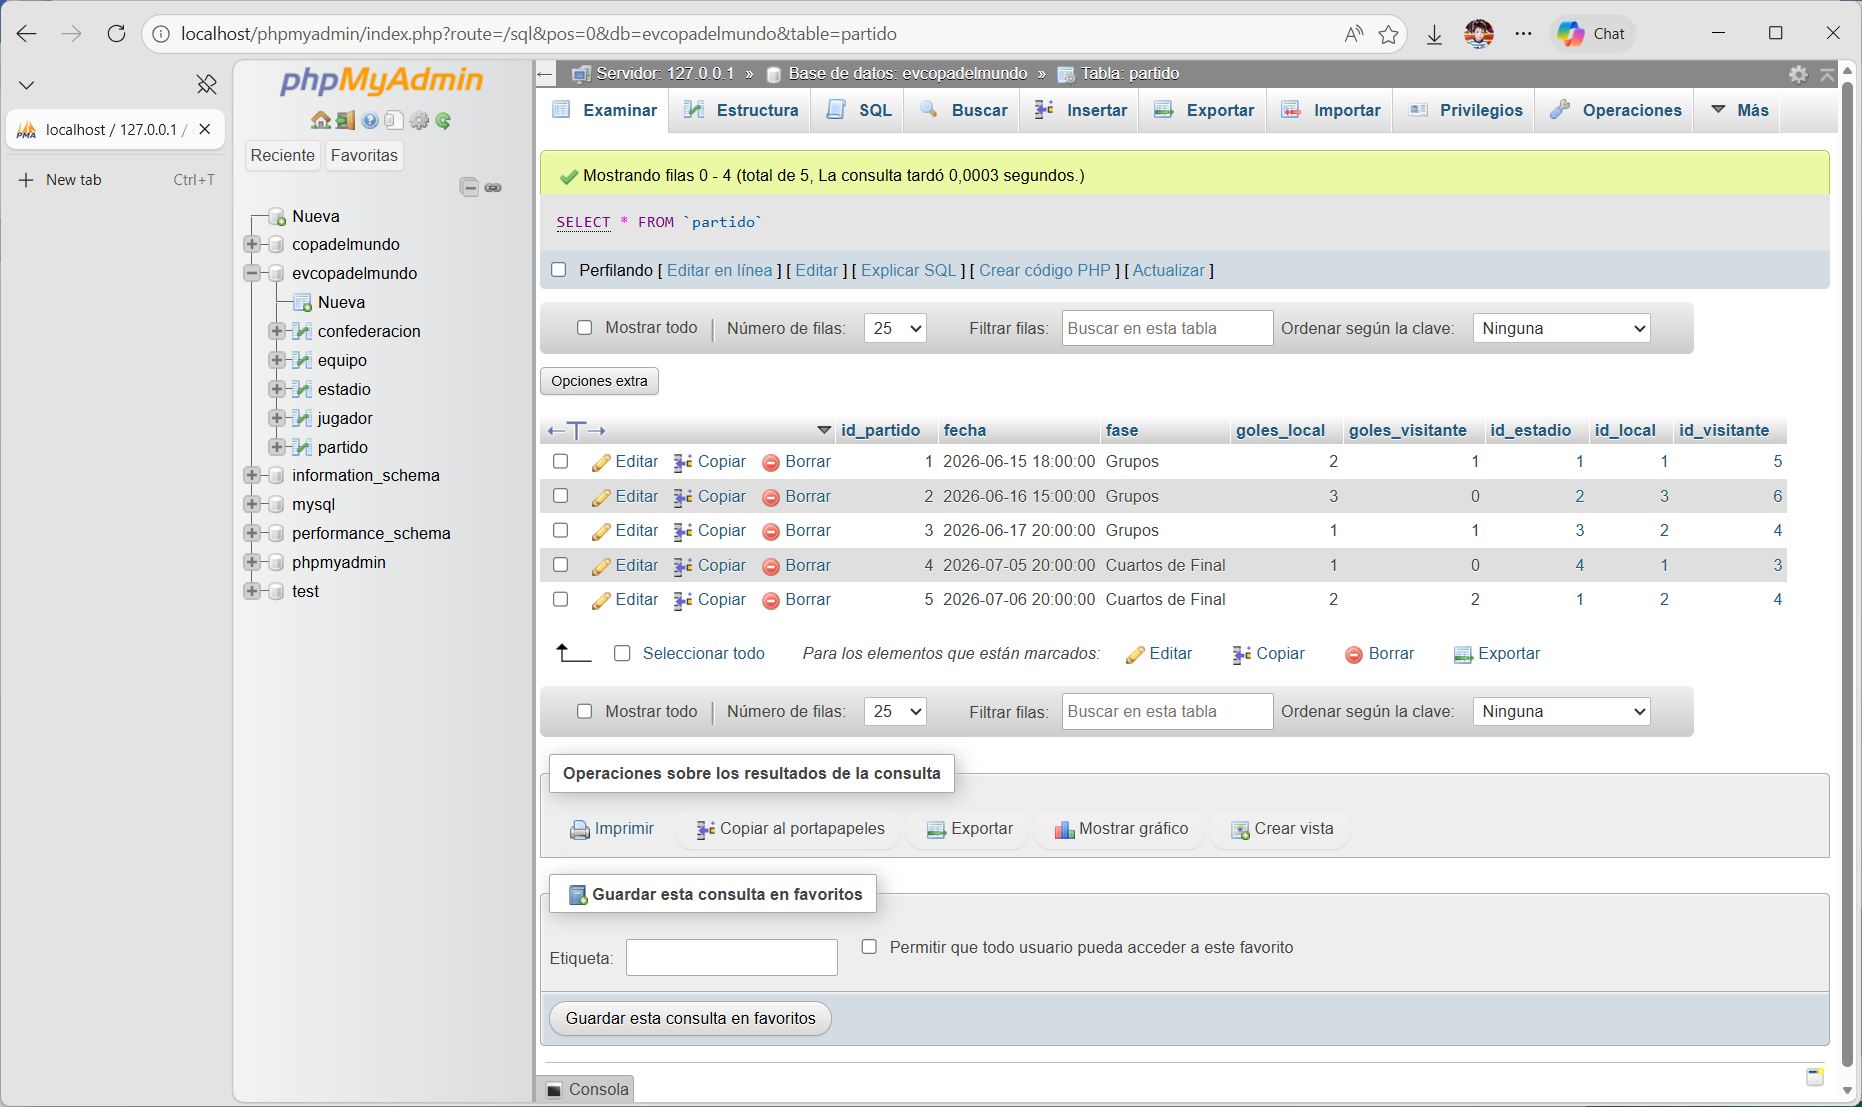 localhost/phpmyadmin/index.php?route=/sql&pos=0&db=evcopadelmundo&table=partido
Chat
localhost / 127.0.0.1 /
New tab Ctrl+T
phpMyAdmin
Reciente Favoritas
Nueva
copadelmundo
evcopadelmundo
Nueva
confederacion
equipo
estadio
jugador
partido
information_schema
mysql
performance_schema
phpmyadmin
test
Servidor: 127.0.0.1 » Base de datos: evcopadelmundo » Tabla: partido
Examinar Estructura SQL Buscar Insertar Exportar Importar Privilegios Operaciones Más
Mostrando filas 0 - 4 (total de 5, La consulta tardó 0,0003 segundos.)
SELECT * FROM `partido`
Perfilando [ Editar en línea ] [ Editar ] [ Explicar SQL ] [ Crear código PHP ] [ Actualizar ]
Mostrar todo | Número de filas: 25 Filtrar filas: Buscar en esta tabla Ordenar según la clave: Ninguna
Opciones extra
←T→ id_partido fecha fase goles_local goles_visitante id_estadio id_local id_visitante
Editar Copiar Borrar 1 2026-06-15 18:00:00 Grupos 2 1 1 1 5
Editar Copiar Borrar 2 2026-06-16 15:00:00 Grupos 3 0 2 3 6
Editar Copiar Borrar 3 2026-06-17 20:00:00 Grupos 1 1 3 2 4
Editar Copiar Borrar 4 2026-07-05 20:00:00 Cuartos de Final 1 0 4 1 3
Editar Copiar Borrar 5 2026-07-06 20:00:00 Cuartos de Final 2 2 1 2 4
Seleccionar todo Para los elementos que están marcados: Editar Copiar Borrar Exportar
Mostrar todo | Número de filas: 25 Filtrar filas: Buscar en esta tabla Ordenar según la clave: Ninguna
Operaciones sobre los resultados de la consulta
Imprimir Copiar al portapapeles Exportar Mostrar gráfico Crear vista
Guardar esta consulta en favoritos
Etiqueta: Permitir que todo usuario pueda acceder a este favorito
Guardar esta consulta en favoritos
Consola